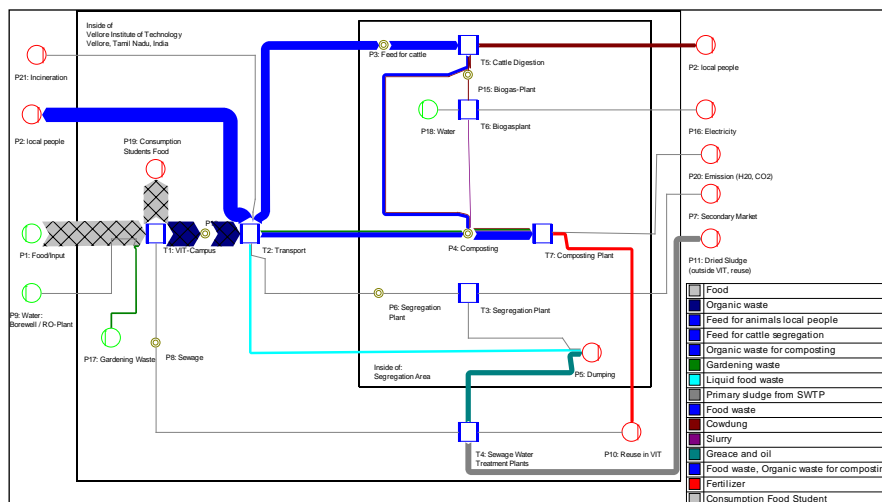 Inside of
Vellore Institute of Technology
Vellore, Tamil Nadu, India
P21: Incineration
P3: Feed for cattle
T5: Cattle Digestion
P2: local people
P15: Biogas-Plant
P2: local people
P19: Consumption
Students Food
P18: Water
T6: Biogasplant
P16: Electricity
P20: Emission (H20, CO2)
P7: Secondary Market
P1: Food/Input
T1: VIT-Campus
T2: Transport
P4: Composting
T7: Composting Plant
P11: Dried Sludge
(outside VIT, reuse)
P9: Water:
Borewell / RO-Plant
P6: Segregation
Plant
T3: Segregation Plant
P17: Gardening Waste
P8: Sewage
Inside of:
Segregation Area
P5: Dumping
T4: Sewage Water
Treatment Plants
P10: Reuse in VIT
Food
Organic waste
Feed for animals local people
Feed for cattle segregation
Organic waste for composting
Gardening waste
Liquid food waste
Primary sludge from SWTP
Food waste
Cowdung
Slurry
Greace and oil
Food waste, Organic waste for compostin
Fertilizer
Consumption Food Student